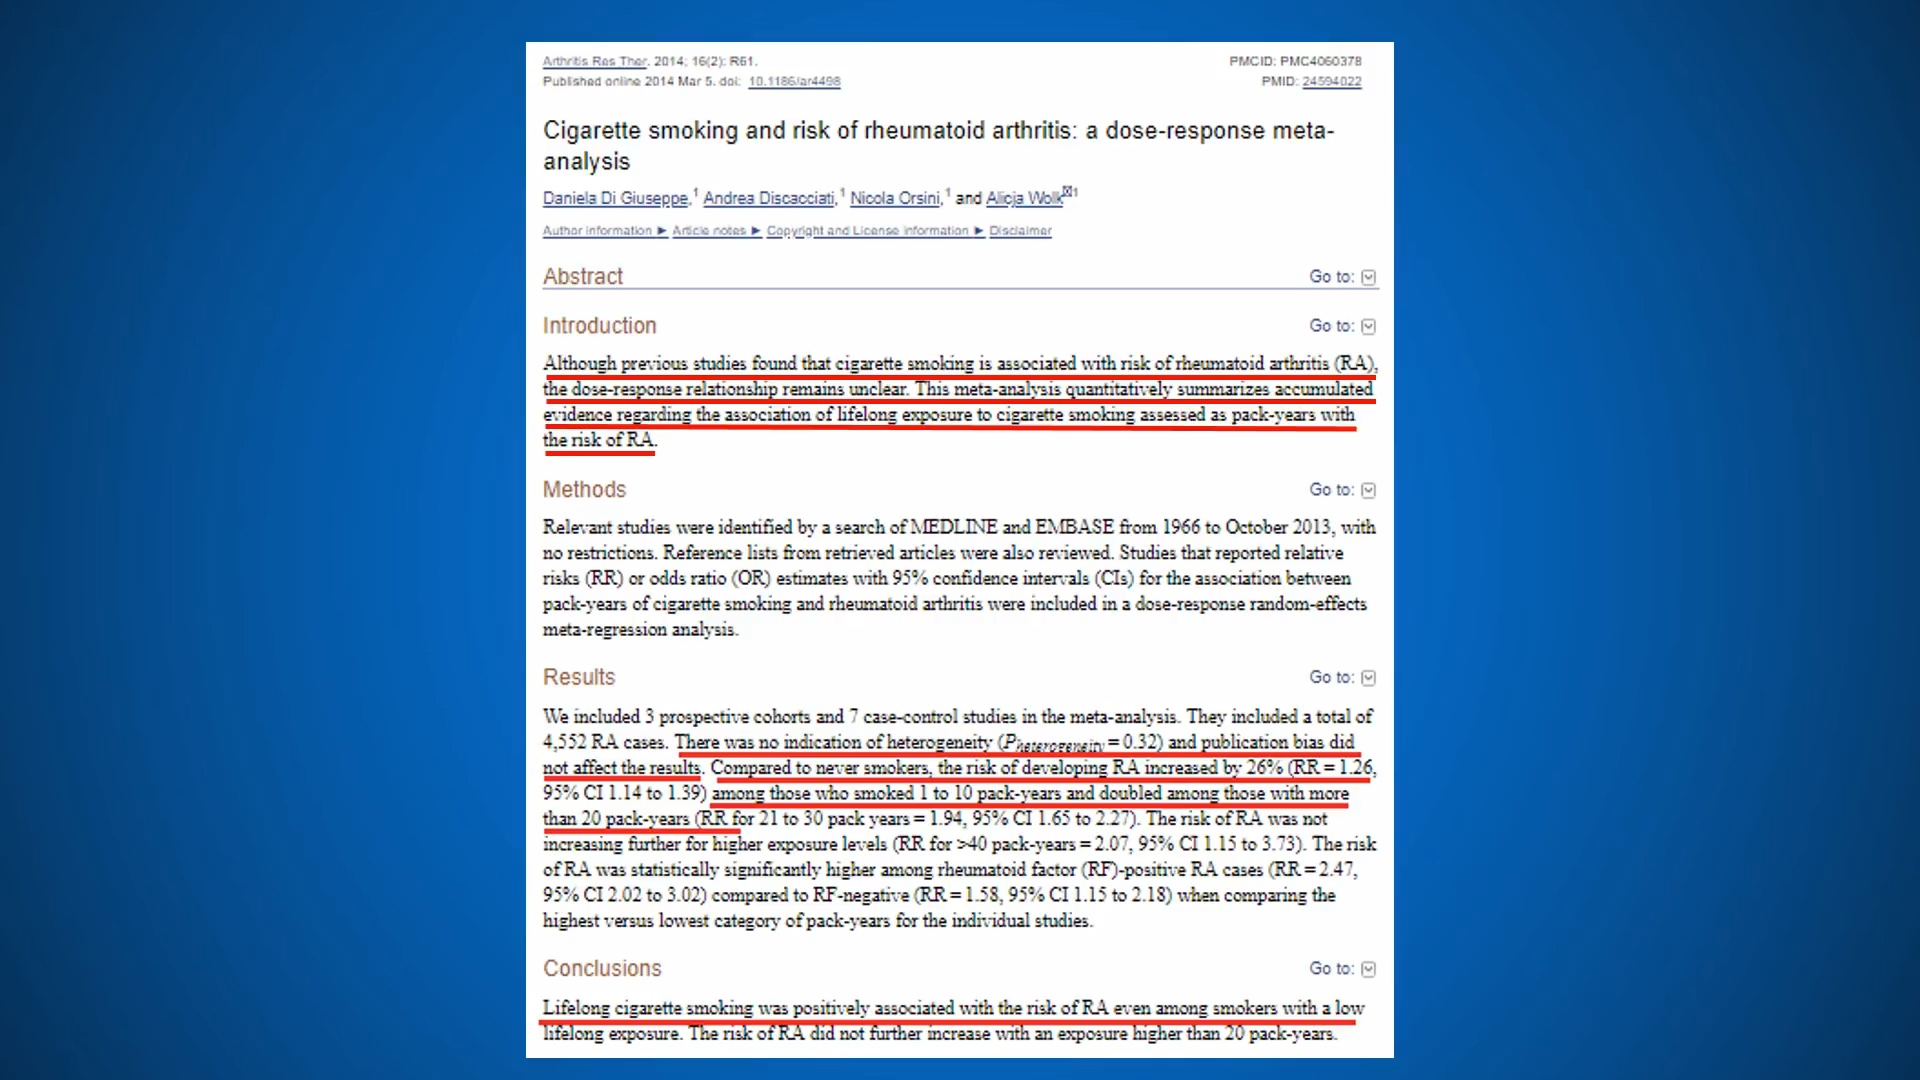 Arthritis Res Ther. 2014; 16(2): R61.
PMCID: PMC4060378
Published online 2014 Mar 5. doi: 10.1186/ar4498
PMID: 24594022
Cigarette smoking and risk of rheumatoid arthritis: a dose-response meta-
analysis
Daniela Di Giuseppe,1 Andrea Discacciati,1 Nicola Orsini,1 and Alicja Wolk✉1
Author information ► Article notes ► Copyright and License information ► Disclaimer
Abstract
Go to:
Introduction
Go to:
Although previous studies found that cigarette smoking is associated with risk of rheumatoid arthritis (RA),
the dose-response relationship remains unclear. This meta-analysis quantitatively summarizes accumulated
evidence regarding the association of lifelong exposure to cigarette smoking assessed as pack-years with
the risk of RA.
Methods
Go to:
Relevant studies were identified by a search of MEDLINE and EMBASE from 1966 to October 2013, with
no restrictions. Reference lists from retrieved articles were also reviewed. Studies that reported relative
risks (RR) or odds ratio (OR) estimates with 95% confidence intervals (CIs) for the association between
pack-years of cigarette smoking and rheumatoid arthritis were included in a dose-response random-effects
meta-regression analysis.
Results
Go to:
We included 3 prospective cohorts and 7 case-control studies in the meta-analysis. They included a total of
4,552 RA cases. There was no indication of heterogeneity (Pheterogeneity = 0.32) and publication bias did
not affect the results. Compared to never smokers, the risk of developing RA increased by 26% (RR = 1.26,
95% CI 1.14 to 1.39) among those who smoked 1 to 10 pack-years and doubled among those with more
than 20 pack-years (RR for 21 to 30 pack years = 1.94, 95% CI 1.65 to 2.27). The risk of RA was not
increasing further for higher exposure levels (RR for >40 pack-years = 2.07, 95% CI 1.15 to 3.73). The risk
of RA was statistically significantly higher among rheumatoid factor (RF)-positive RA cases (RR = 2.47,
95% CI 2.02 to 3.02) compared to RF-negative (RR = 1.58, 95% CI 1.15 to 2.18) when comparing the
highest versus lowest category of pack-years for the individual studies.
Conclusions
Go to:
Lifelong cigarette smoking was positively associated with the risk of RA even among smokers with a low
lifelong exposure. The risk of RA did not further increase with an exposure higher than 20 pack-years.